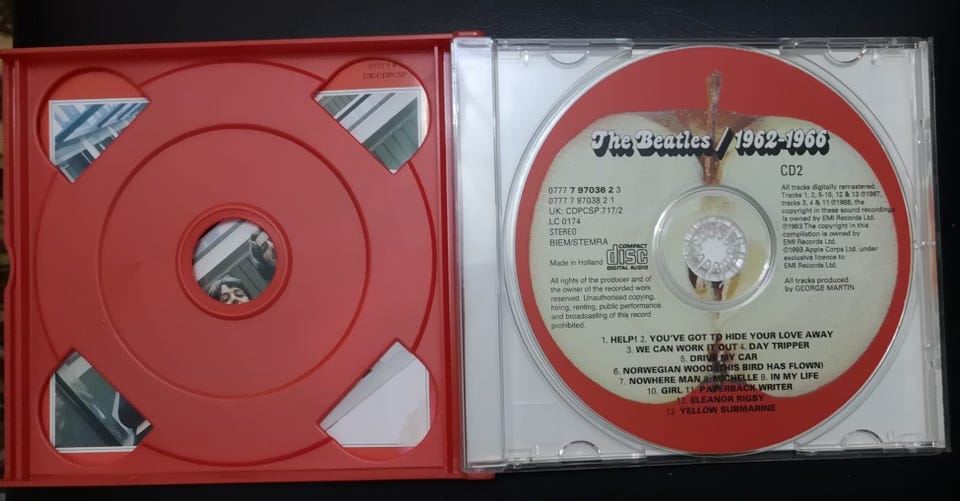 0777 7 9
UK: CDPCSP
The Beatles / 1962-1966
CD2
0777 7 97036 2 3
0777 7 97038 2 1
UK: CDPCSP 717/2
LC 0174
STEREO
BIEM/STEMRA
Made in Holland
COMPACT
disc
DIGITAL AUDIO
All rights of the producer and of
the owner of the recorded work
reserved. Unauthorised copying,
hiring, renting, public performance
and broadcasting of this record
prohibited.
All tracks digitally remastered.
Tracks 1, 2, 5-10, 12 & 13 ℗1987,
tracks 3, 4 & 11 ℗1988, the
copyright in these sound recordings
is owned by EMI Records Ltd.
℗1993 The copyright in this
compilation is owned by
EMI Records Ltd.
©1993 Apple Corps Ltd. under
exclusive licence to
EMI Records Ltd.
All tracks produced
by GEORGE MARTIN
1. HELP! 2. YOU'VE GOT TO HIDE YOUR LOVE AWAY
3. WE CAN WORK IT OUT 4. DAY TRIPPER
5. DRIVE MY CAR
6. NORWEGIAN WOOD (THIS BIRD HAS FLOWN)
7. NOWHERE MAN 8. MICHELLE 9. IN MY LIFE
10. GIRL 11. PAPERBACK WRITER
12. ELEANOR RIGBY
13. YELLOW SUBMARINE